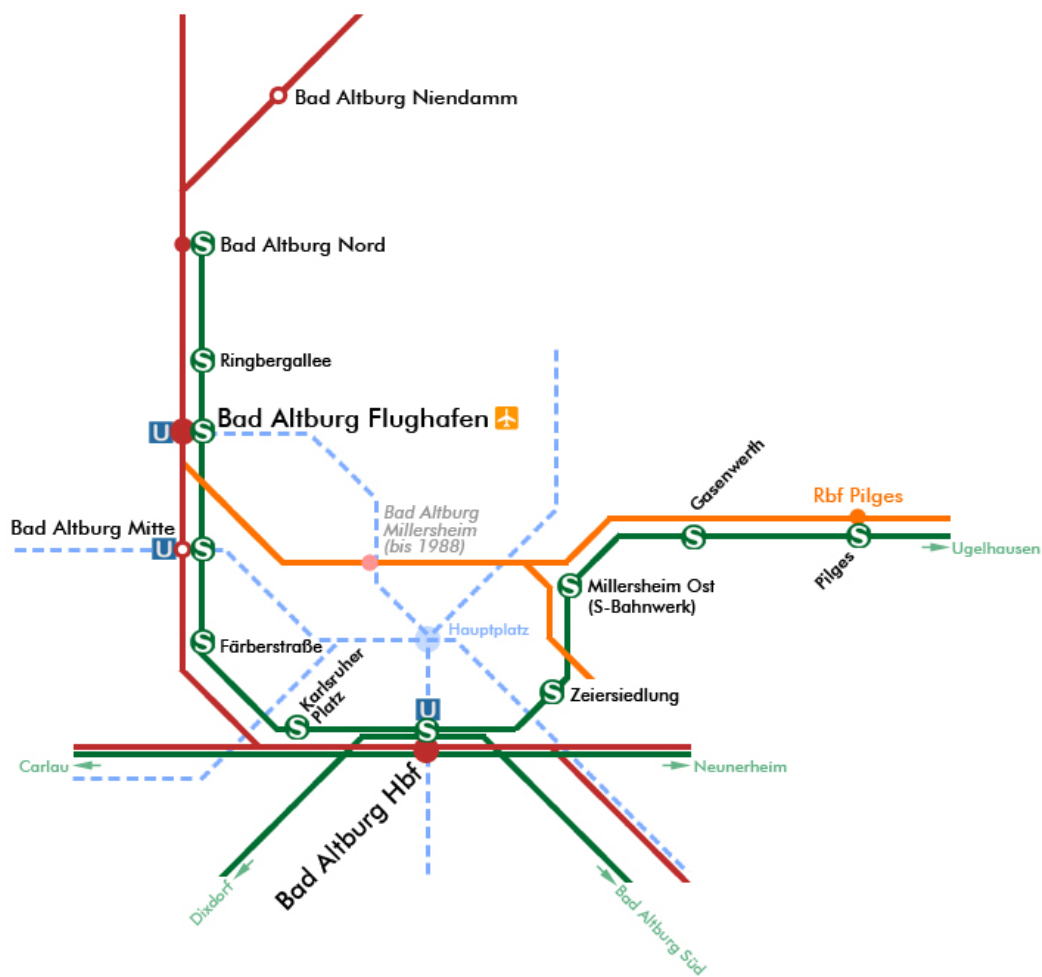 Bad Altburg Niendamm
S Bad Altburg Nord
S Ringbergallee
U S Bad Altburg Flughafen
Gasenwerth
S
Rbf Pilges
Bad Altburg
Millersheim
(bis 1988)
Bad Altburg Mitte
U S
S
Pilges
Ugelhausen
S Millersheim Ost
(S-Bahnwerk)
Hauptplatz
S Färberstraße
Karlsruher
Platz
S
S Zeiersiedlung
U
S
Carlau
Neunerheim
Bad Altburg Hbf
Dixdorf
Bad Altburg Süd